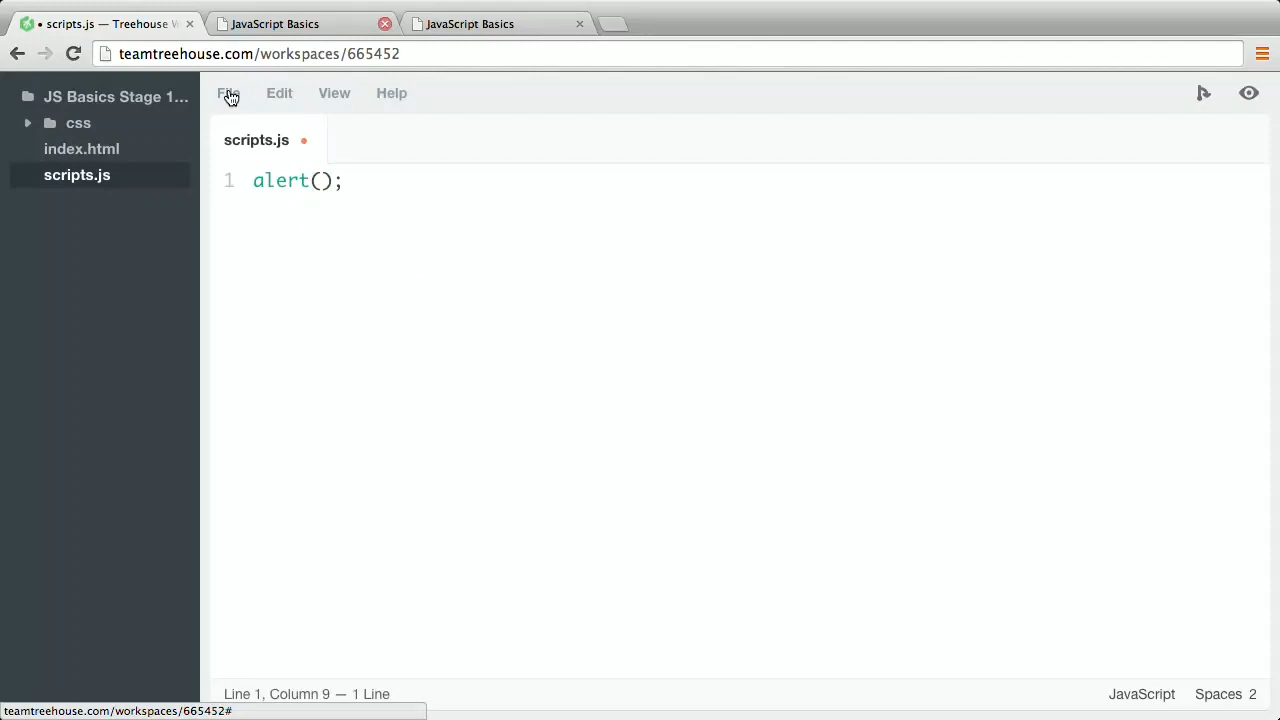 • scripts.js — Treehouse W
JavaScript Basics
JavaScript Basics
teamtreehouse.com/workspaces/665452
JS Basics Stage 1...
css
index.html
scripts.js
File Edit View Help
scripts.js
1 alert();
Line 1, Column 9 — 1 Line
JavaScript Spaces 2
teamtreehouse.com/workspaces/665452#